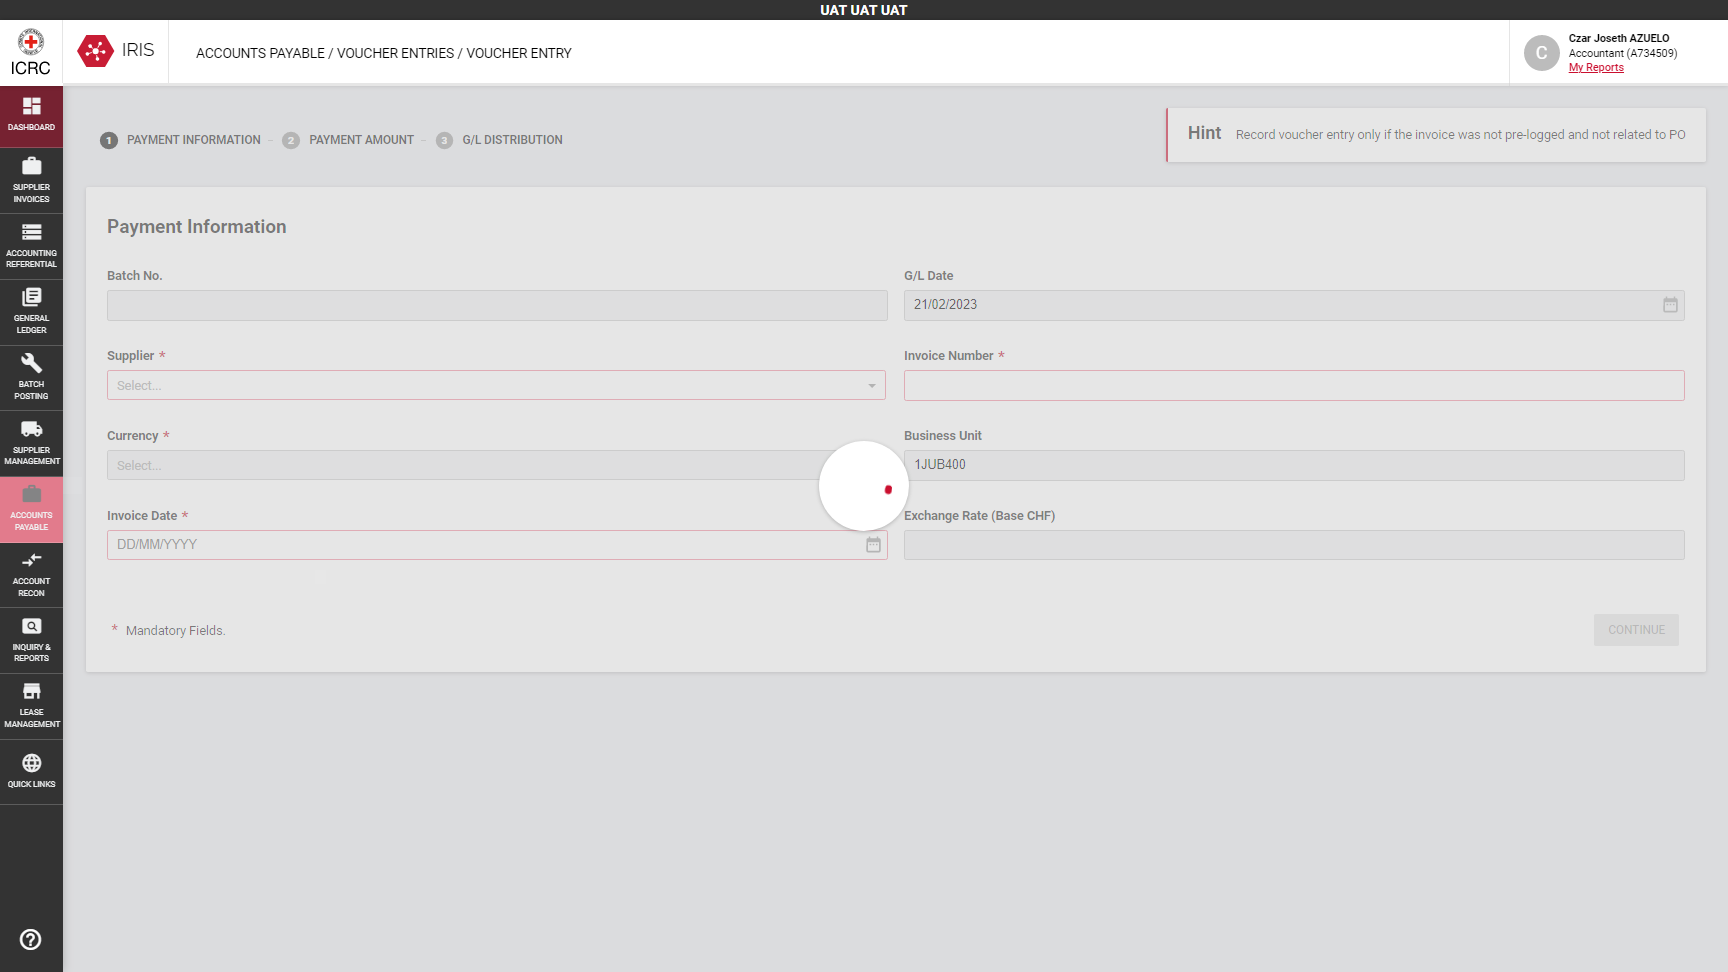 UAT UAT UAT
ICRC
IRIS
ACCOUNTS PAYABLE / VOUCHER ENTRIES / VOUCHER ENTRY
C
Czar Joseth AZUELO
Accountant (A734509)
My Reports
DASHBOARD
SUPPLIER
INVOICES
ACCOUNTING
REFERENTIAL
GENERAL
LEDGER
BATCH
POSTING
SUPPLIER
MANAGEMENT
ACCOUNTS
PAYABLE
ACCOUNT
RECON
INQUIRY &
REPORTS
LEASE
MANAGEMENT
QUICK LINKS
1 PAYMENT INFORMATION - 2 PAYMENT AMOUNT - 3 G/L DISTRIBUTION
Hint Record voucher entry only if the invoice was not pre-logged and not related to PO
Payment Information
Batch No.
G/L Date
21/02/2023
Supplier *
Select...
Invoice Number *
Currency *
Select...
Business Unit
1JUB400
Invoice Date *
DD/MM/YYYY
Exchange Rate (Base CHF)
* Mandatory Fields.
CONTINUE